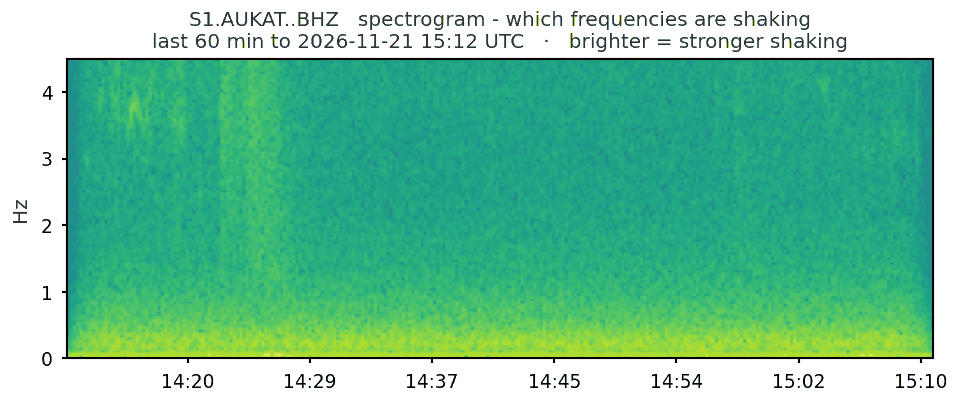 S1.AUKAT..BHZ   spectrogram - which frequencies are shaking
last 60 min to 2026-11-21 15:12 UTC   ·   brighter = stronger shaking
4
3
Hz
2
1
0
14:20 14:29 14:37 14:45 14:54 15:02 15:10